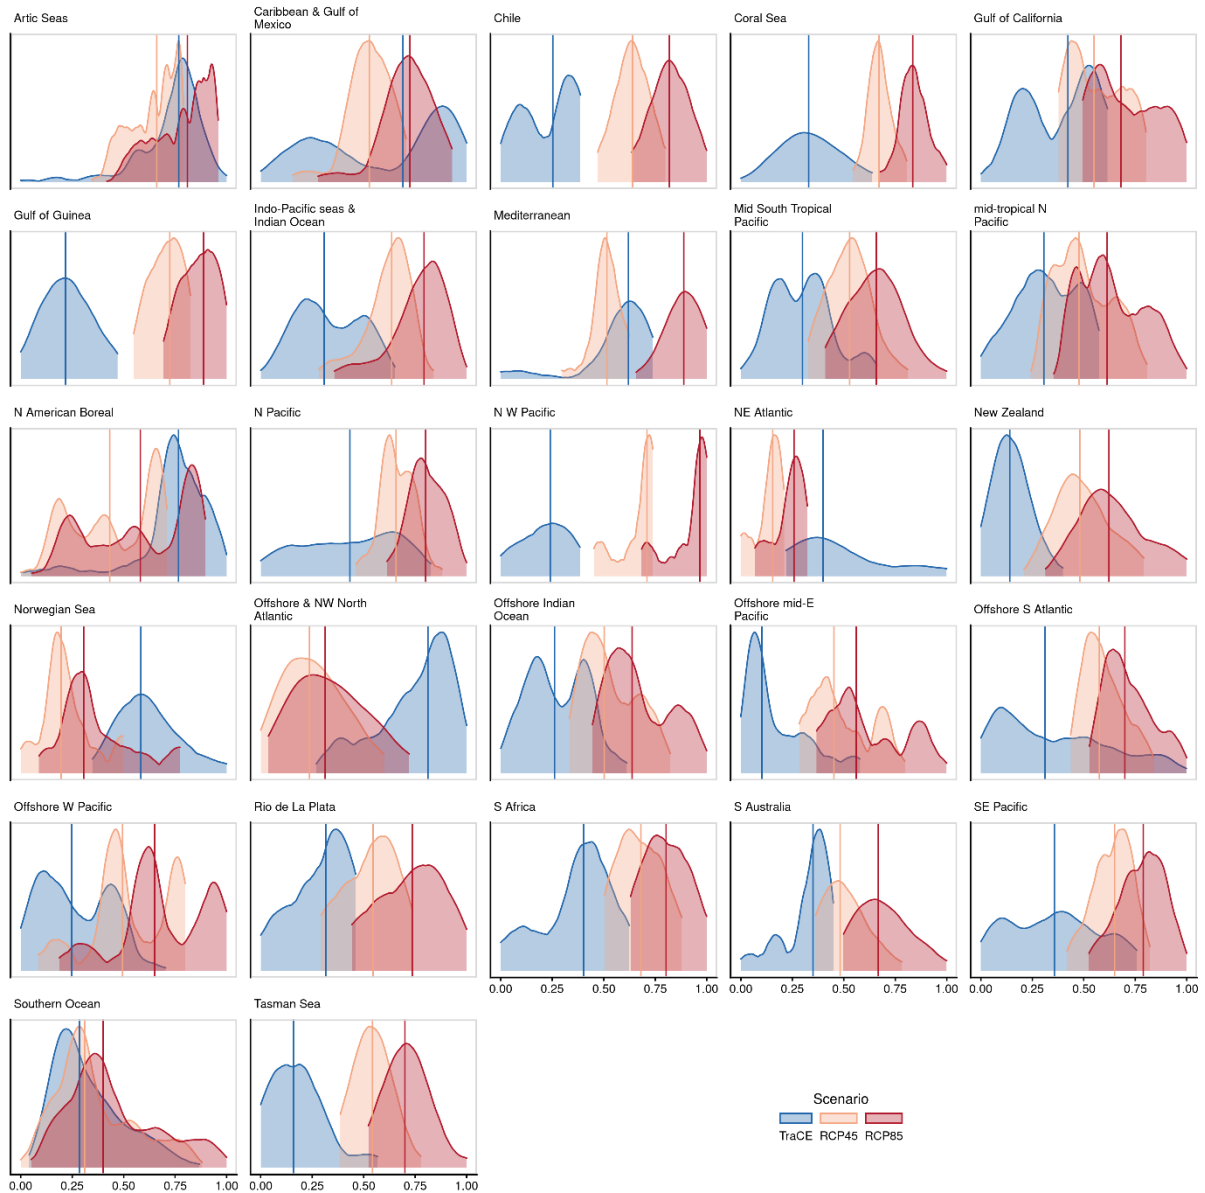 Artic Seas
Caribbean & Gulf of
Mexico
Chile
Coral Sea
Gulf of California
Gulf of Guinea
Indo-Pacific seas &
Indian Ocean
Mediterranean
Mid South Tropical
Pacific
mid-tropical N
Pacific
N American Boreal
N Pacific
N W Pacific
NE Atlantic
New Zealand
Norwegian Sea
Offshore & NW North
Atlantic
Offshore Indian
Ocean
Offshore mid-E
Pacific
Offshore S Atlantic
Offshore W Pacific
Rio de La Plata
S Africa
S Australia
SE Pacific
0.00 0.25 0.50 0.75 1.00
0.00 0.25 0.50 0.75 1.00
0.00 0.25 0.50 0.75 1.00
Southern Ocean
Tasman Sea
0.00 0.25 0.50 0.75 1.00
0.00 0.25 0.50 0.75 1.00
Scenario
TraCE RCP45 RCP85